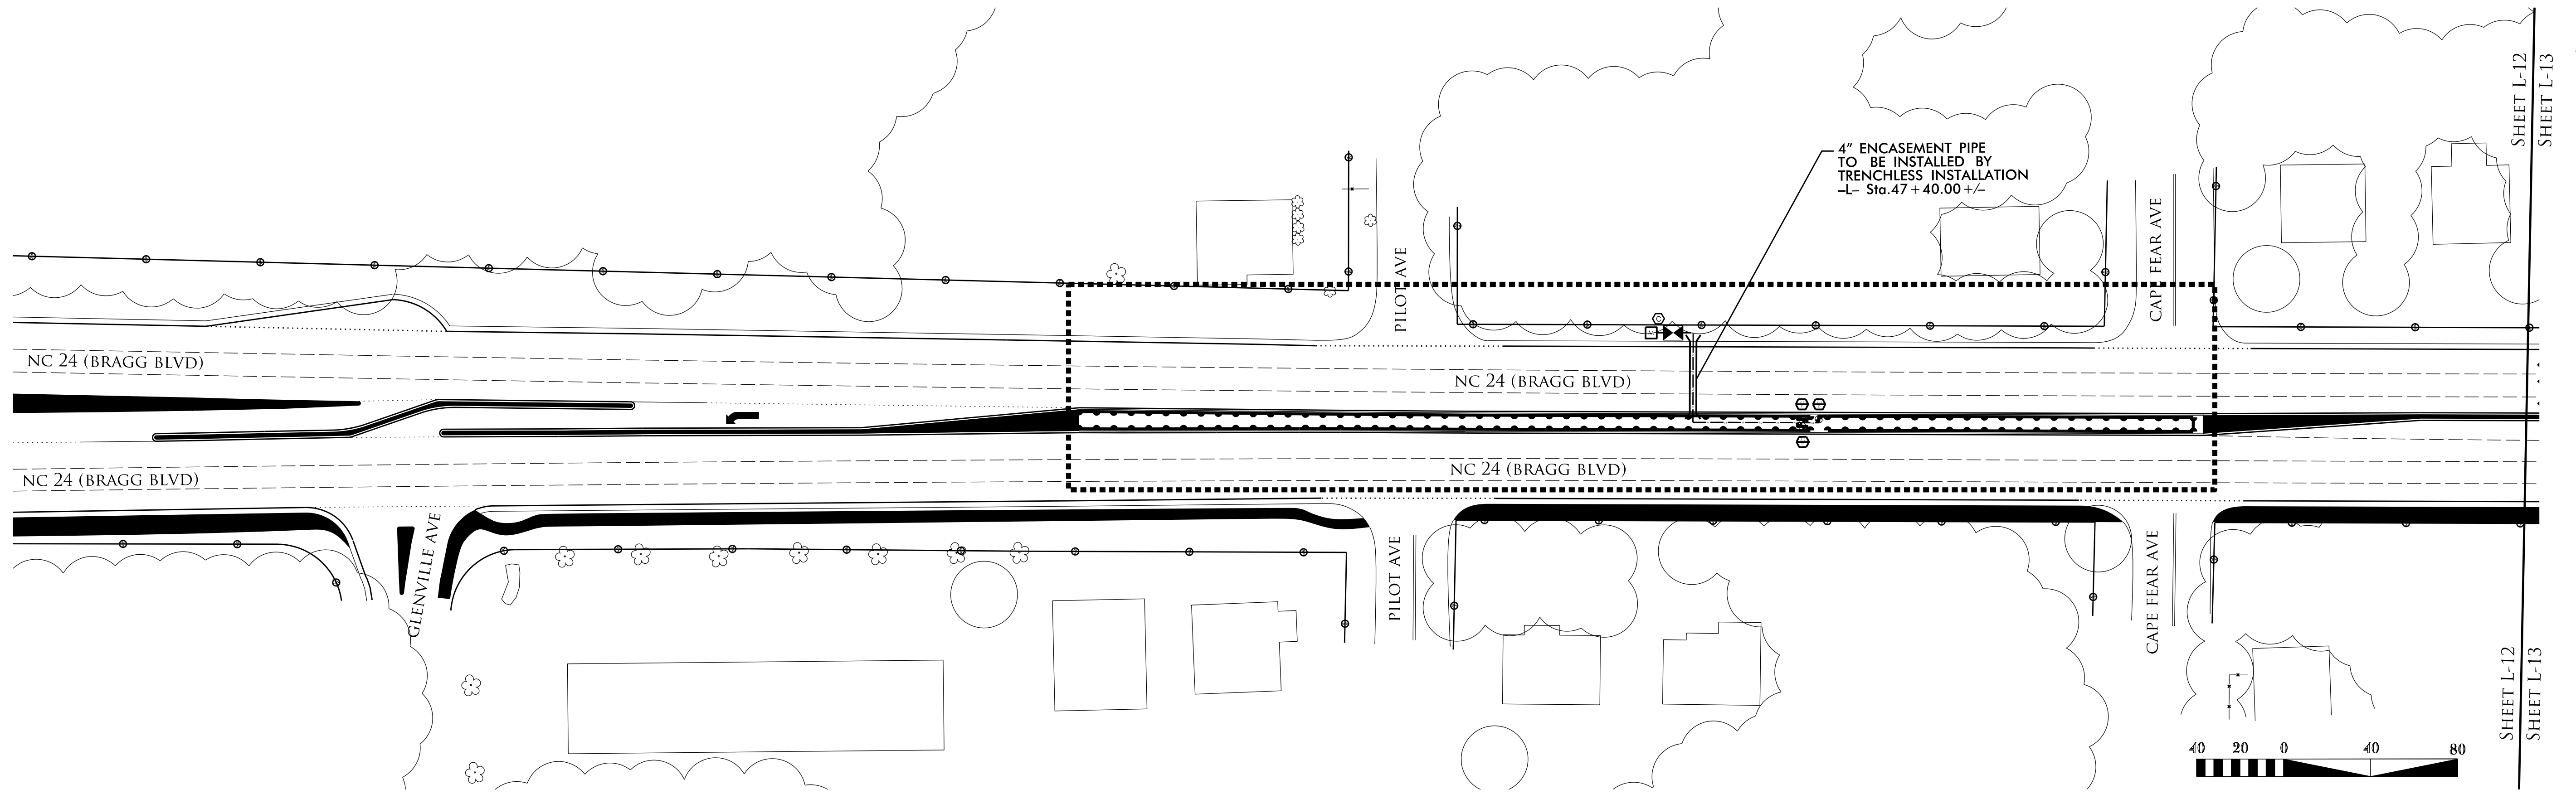 SHEET L-12
SHEET L-13
4" ENCASEMENT PIPE
TO BE INSTALLED BY
TRENCHLESS INSTALLATION
-L- Sta.47+40.00+/-
PILOT AVE
CAPE FEAR AVE
C
M
NC 24 (BRAGG BLVD)
NC 24 (BRAGG BLVD)
NC 24 (BRAGG BLVD)
NC 24 (BRAGG BLVD)
GLENVILLE AVE
PILOT AVE
CAPE FEAR AVE
SHEET L-12
SHEET L-13
40 20 0 40 80